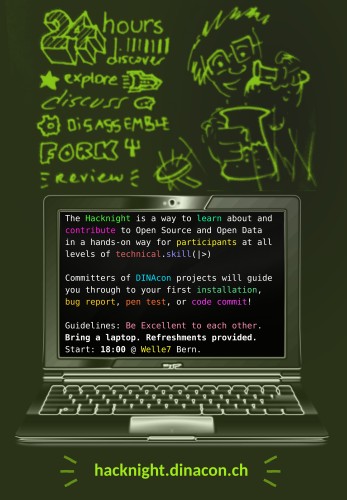 24 hours
discover
explore
discuss
DiSASSEMBLE
FORK
Review
The Hacknight is a way to learn about and
contribute to Open Source and Open Data
in a hands-on way for participants at all
levels of technical.skill(|>)
Committers of DINAcon projects will guide
you through to your first installation,
bug report, pen test, or code commit!
Guidelines: Be Excellent to each other.
Bring a laptop. Refreshments provided.
Start: 18:00 @ Welle7 Bern.
hacknight.dinacon.ch